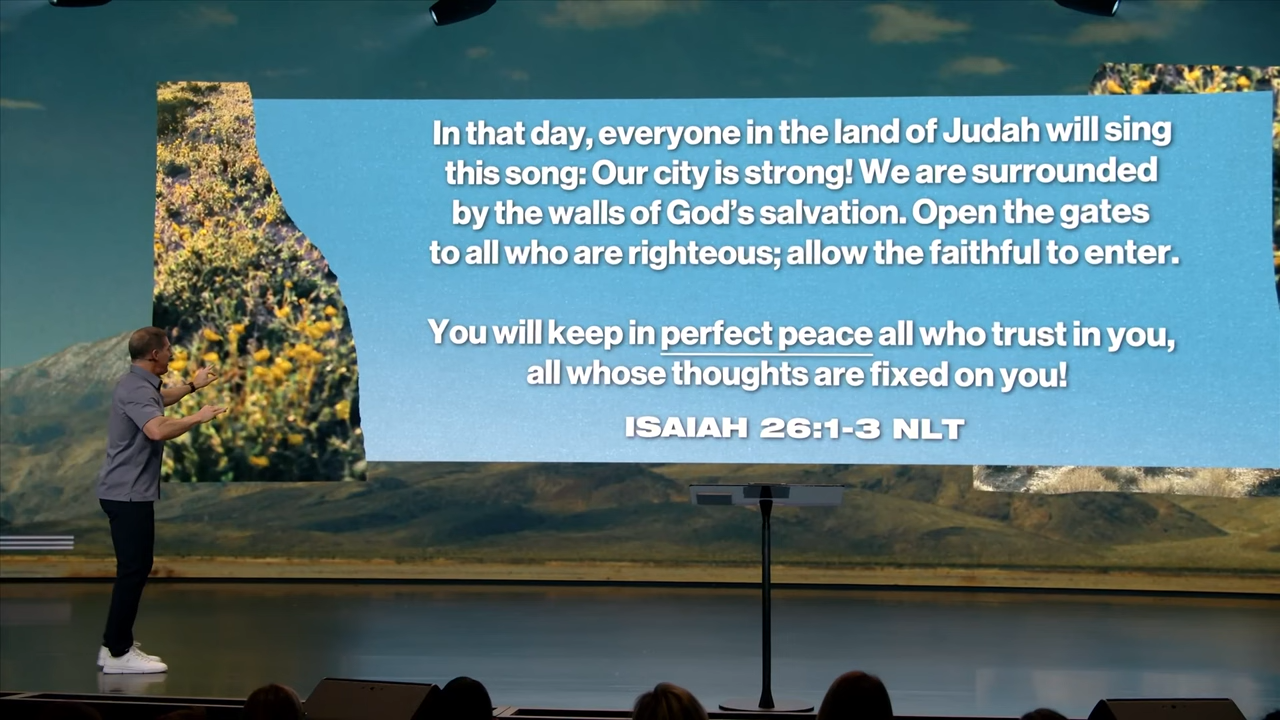 In that day, everyone in the land of Judah will sing
this song: Our city is strong! We are surrounded
by the walls of God’s salvation. Open the gates
to all who are righteous; allow the faithful to enter.
You will keep in perfect peace all who trust in you,
all whose thoughts are fixed on you!
ISAIAH 26:1-3 NLT